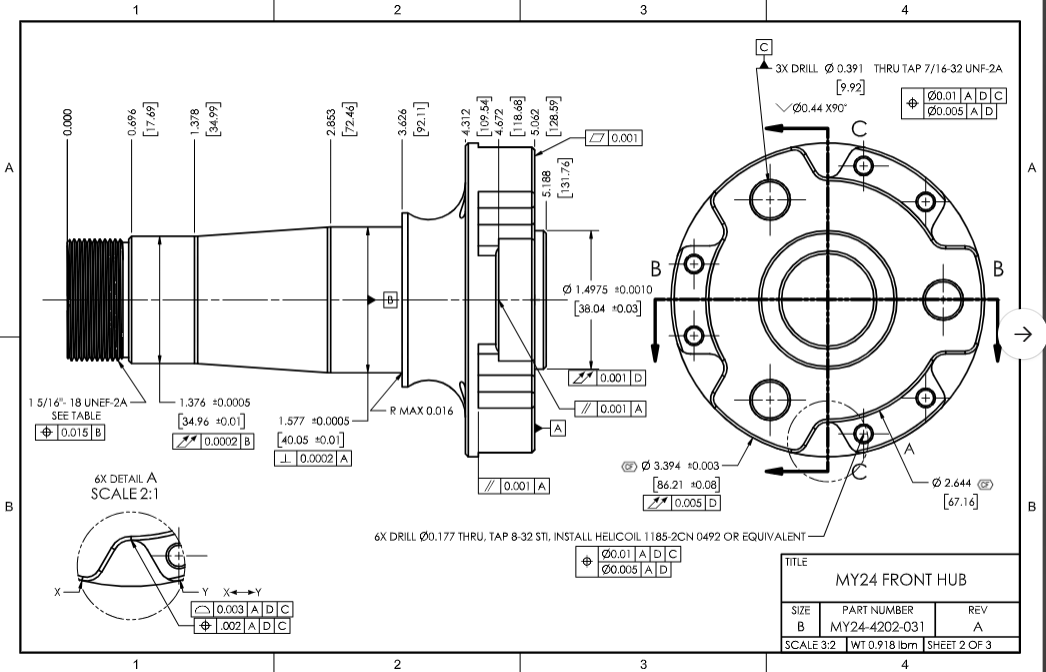 1 2 3 4
0.000
0.696 [17.69]
1.378 [34.99]
2.853 [72.46]
3.626 [92.11]
4.312 [109.54]
4.672 [118.68]
5.062 [128.59]
5.188 [131.76]
0.001
C
3X DRILL Ø 0.391 THRU TAP 7/16-32 UNF-2A
[9.92]
Ø0.44 X90°
Ø0.01 A D C
Ø0.005 A D
C
A A
B B
B
Ø 1.4975 ±0.0010
[38.04 ±0.03]
0.001 D
// 0.001 A
A
// 0.001 A
1 5/16"- 18 UNEF-2A
SEE TABLE
0.015 B
1.376 ±0.0005
[34.96 ±0.01]
0.0002 B
1.577 ±0.0005
[40.05 ±0.01]
⊥ 0.0002 A
R MAX 0.016
A
C
CF Ø 3.394 ±0.003
[86.21 ±0.08]
0.005 D
Ø 2.644 CF
[67.16]
6X DETAIL A
SCALE 2:1
B B
6X DRILL Ø0.177 THRU, TAP 8-32 STI, INSTALL HELICOIL 1185-2CN 0492 OR EQUIVALENT
Ø0.01 A D C
Ø0.005 A D
X Y X↔Y
0.003 A D C
.002 A D C
TITLE
MY24 FRONT HUB
SIZE PART NUMBER REV
B MY24-4202-031 A
SCALE 3:2 WT 0.918 lbm SHEET 2 OF 3
1 2 3 4